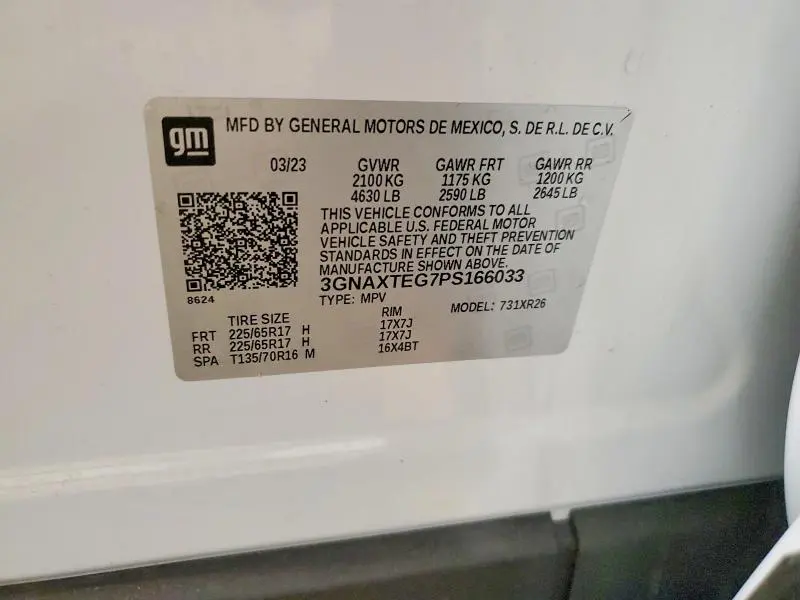 gm MFD BY GENERAL MOTORS DE MEXICO, S. DE R.L. DE C.V.
03/23 GVWR GAWR FRT GAWR RR
2100 KG 1175 KG 1200 KG
4630 LB 2590 LB 2645 LB
THIS VEHICLE CONFORMS TO ALL
APPLICABLE U.S. FEDERAL MOTOR
VEHICLE SAFETY AND THEFT PREVENTION
STANDARDS IN EFFECT ON THE DATE OF
MANUFACTURE SHOWN ABOVE.
3GNAXTEG7PS166033
8624
TYPE: MPV MODEL: 731XR26
TIRE SIZE RIM
FRT 225/65R17 H 17X7J
RR 225/65R17 H 17X7J
SPA T135/70R16 M 16X4BT